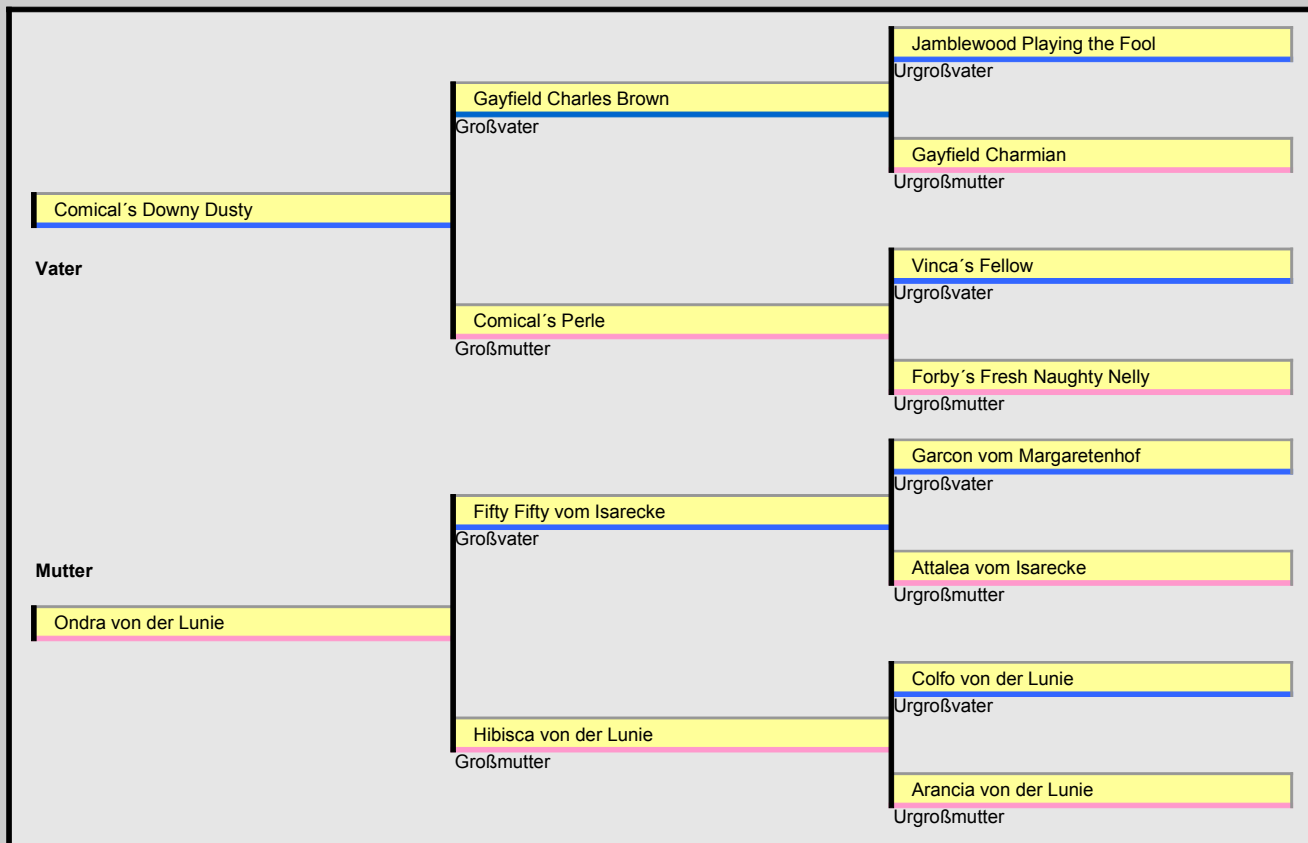 Jamblewood Playing the Fool
Urgroßvater
Gayfield Charles Brown
Großvater
Gayfield Charmian
Urgroßmutter
Comical´s Downy Dusty
Vater
Vinca´s Fellow
Urgroßvater
Comical´s Perle
Großmutter
Forby´s Fresh Naughty Nelly
Urgroßmutter
Garcon vom Margaretenhof
Urgroßvater
Fifty Fifty vom Isarecke
Großvater
Attalea vom Isarecke
Urgroßmutter
Mutter
Ondra von der Lunie
Colfo von der Lunie
Urgroßvater
Hibisca von der Lunie
Großmutter
Arancia von der Lunie
Urgroßmutter